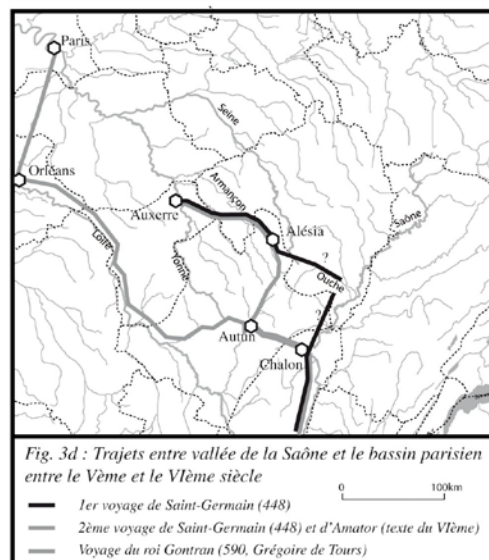 Paris
Seine
Orléans
Armançon
Auxerre
Alésia
Saône
?
Ouche
Loire
Yonne
?
Autun
Chalon
Fig. 3d : Trajets entre vallée de la Saône et le bassin parisien
entre le Vème et le VIème siècle
1er voyage de Saint-Germain (448)
0 100km
2ème voyage de Saint-Germain (448) et d'Amator (texte du VIème)
Voyage du roi Gontran (590, Grégoire de Tours)